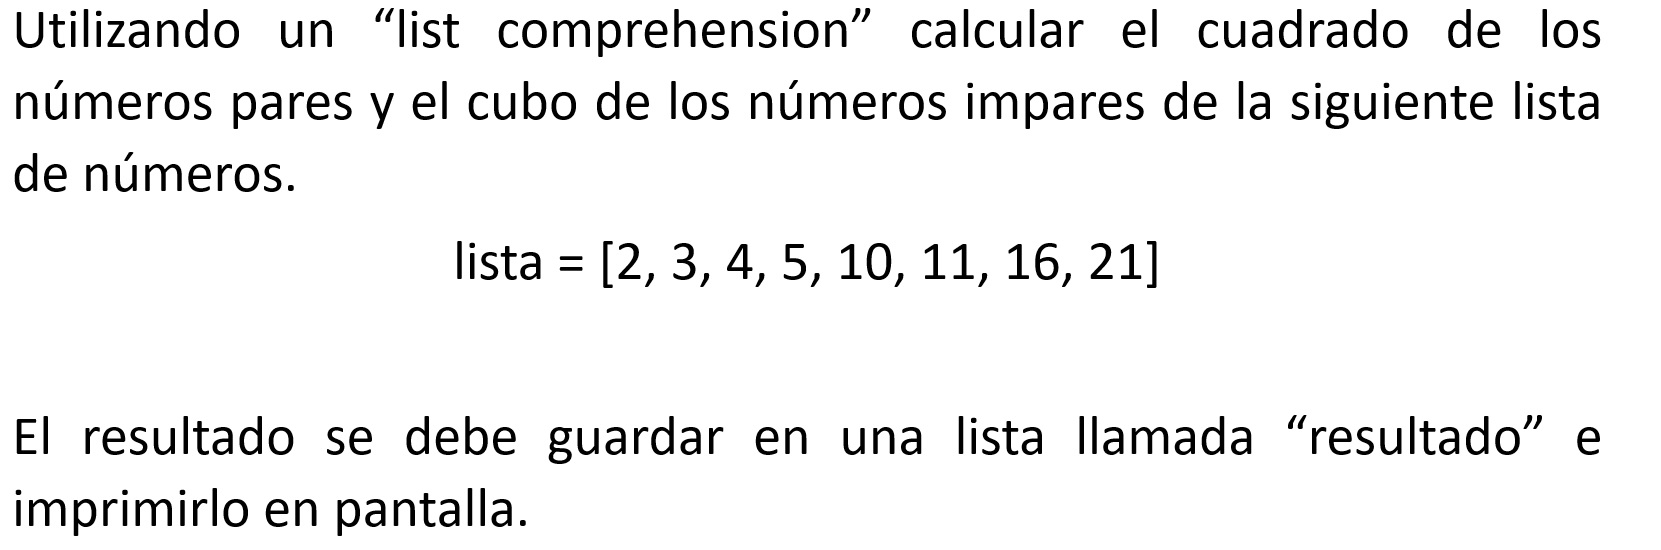 Utilizando un “list comprehension” calcular el cuadrado de los
números pares y el cubo de los números impares de la siguiente lista
de números.
lista = [2, 3, 4, 5, 10, 11, 16, 21]
El resultado se debe guardar en una lista llamada “resultado” e
imprimirlo en pantalla.